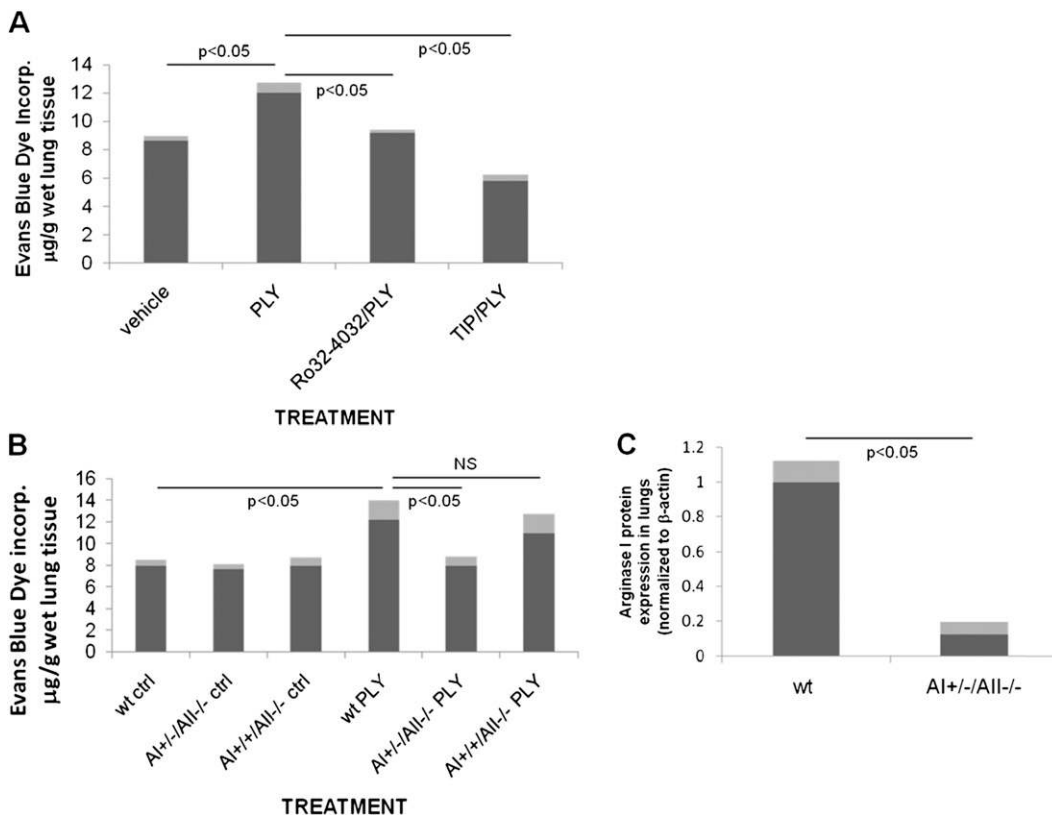 A
Evans Blue Dye Incorp.
µg/g wet lung tissue
14
12
10
8
6
4
2
0
p<0.05
p<0.05
p<0.05
vehicle
PLY
Ro32-4032/PLY
TIP/PLY
TREATMENT
B
Evans Blue Dye incorp.
µg/g wet lung tissue
16
14
12
10
8
6
4
2
0
NS
p<0.05
p<0.05
wt ctrl
AI+/-/AII-/- ctrl
AI+/+/AII-/- ctrl
wt PLY
AI+/-/AII-/- PLY
AI+/+/AII-/- PLY
TREATMENT
C
Arginase I protein
expression in lungs
(normalized to β-actin)
1.2
1
0.8
0.6
0.4
0.2
0
p<0.05
wt
AI+/-/AII-/-